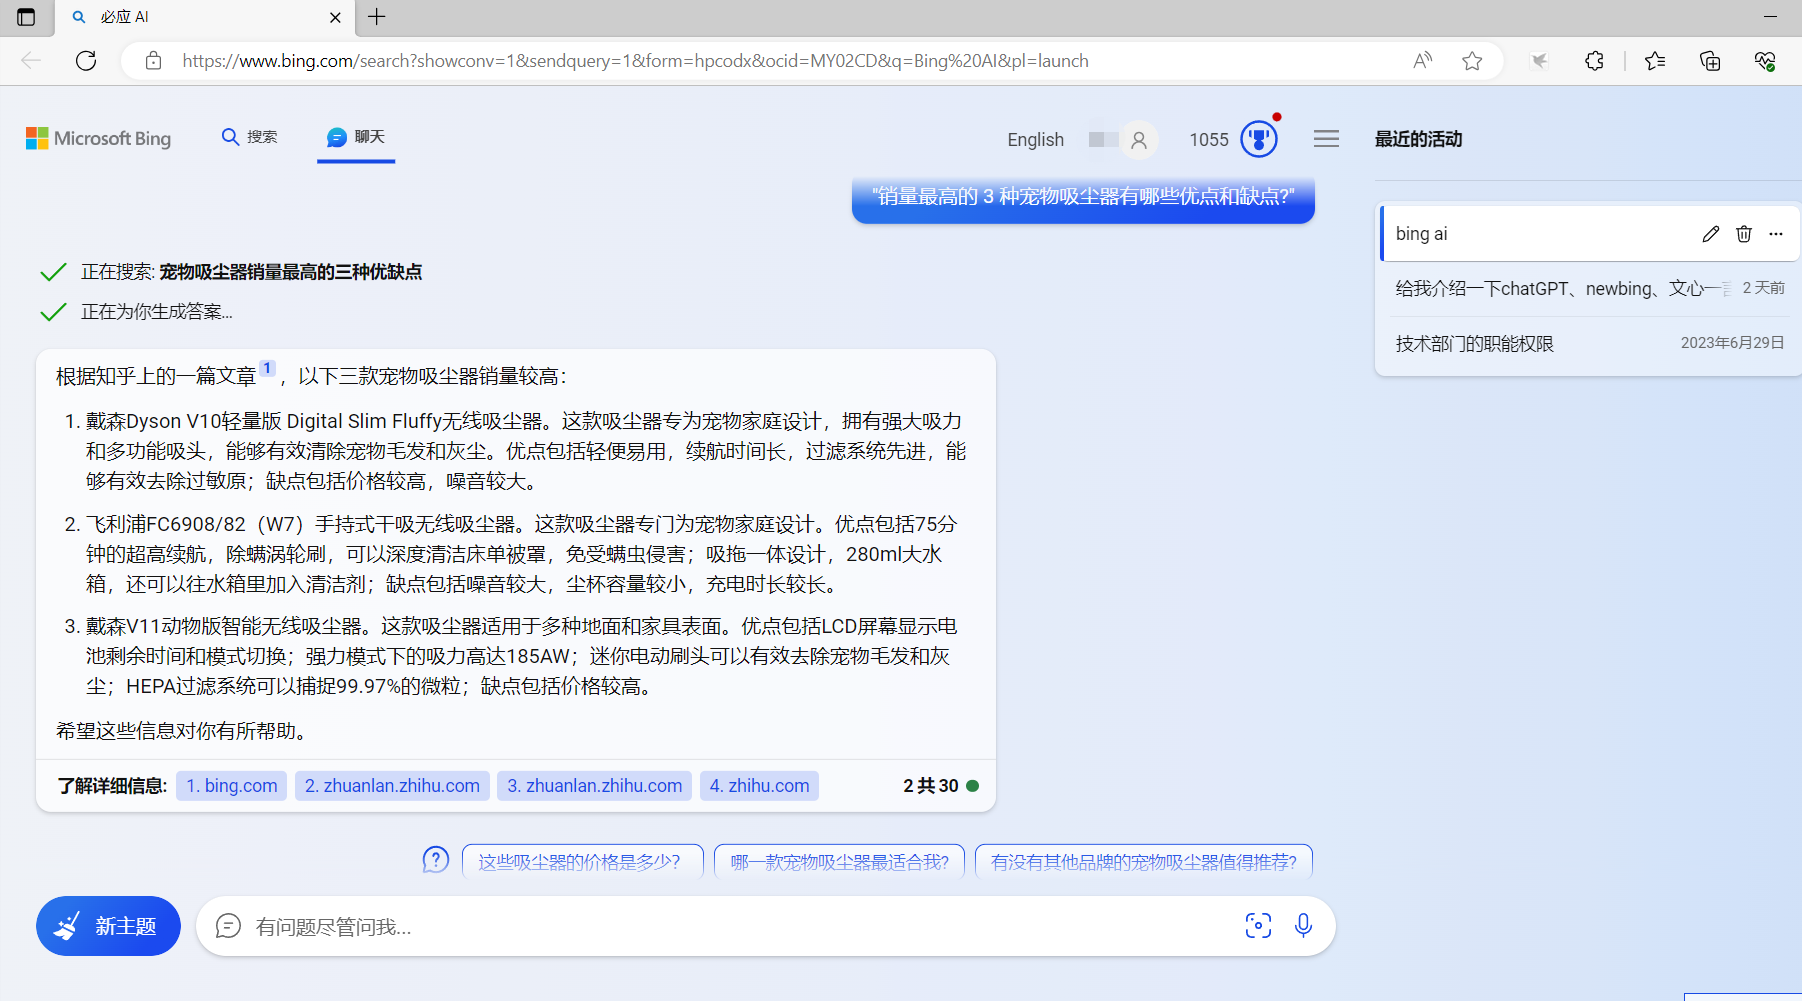 必应 AI
https://www.bing.com/search?showconv=1&sendquery=1&form=hpcodx&ocid=MY02CD&q=Bing%20AI&pl=launch
Microsoft Bing
搜索
聊天
English
1055
最近的活动
"销量最高的 3 种宠物吸尘器有哪些优点和缺点?"
bing ai
给我介绍一下chatGPT、newbing、文心一言 2 天前
技术部门的职能权限 2023年6月29日
正在搜索: 宠物吸尘器销量最高的三种优缺点
正在为你生成答案...
根据知乎上的一篇文章1，以下三款宠物吸尘器销量较高：
1. 戴森Dyson V10轻量版 Digital Slim Fluffy无线吸尘器。这款吸尘器专为宠物家庭设计，拥有强大吸力
和多功能吸头，能够有效清除宠物毛发和灰尘。优点包括轻便易用，续航时间长，过滤系统先进，能
够有效去除过敏原；缺点包括价格较高，噪音较大。
2. 飞利浦FC6908/82（W7）手持式干吸无线吸尘器。这款吸尘器专门为宠物家庭设计。优点包括75分
钟的超高续航，除螨涡轮刷，可以深度清洁床单被罩，免受螨虫侵害；吸拖一体设计，280ml大水
箱，还可以往水箱里加入清洁剂；缺点包括噪音较大，尘杯容量较小，充电时长较长。
3. 戴森V11动物版智能无线吸尘器。这款吸尘器适用于多种地面和家具表面。优点包括LCD屏幕显示电
池剩余时间和模式切换；强力模式下的吸力高达185AW；迷你电动刷头可以有效去除宠物毛发和灰
尘；HEPA过滤系统可以捕捉99.97%的微粒；缺点包括价格较高。
希望这些信息对你有所帮助。
了解详细信息: 1. bing.com 2. zhuanlan.zhihu.com 3. zhuanlan.zhihu.com 4. zhihu.com 2 共 30
这些吸尘器的价格是多少? 哪一款宠物吸尘器最适合我? 有没有其他品牌的宠物吸尘器值得推荐?
新主题
有问题尽管问我...